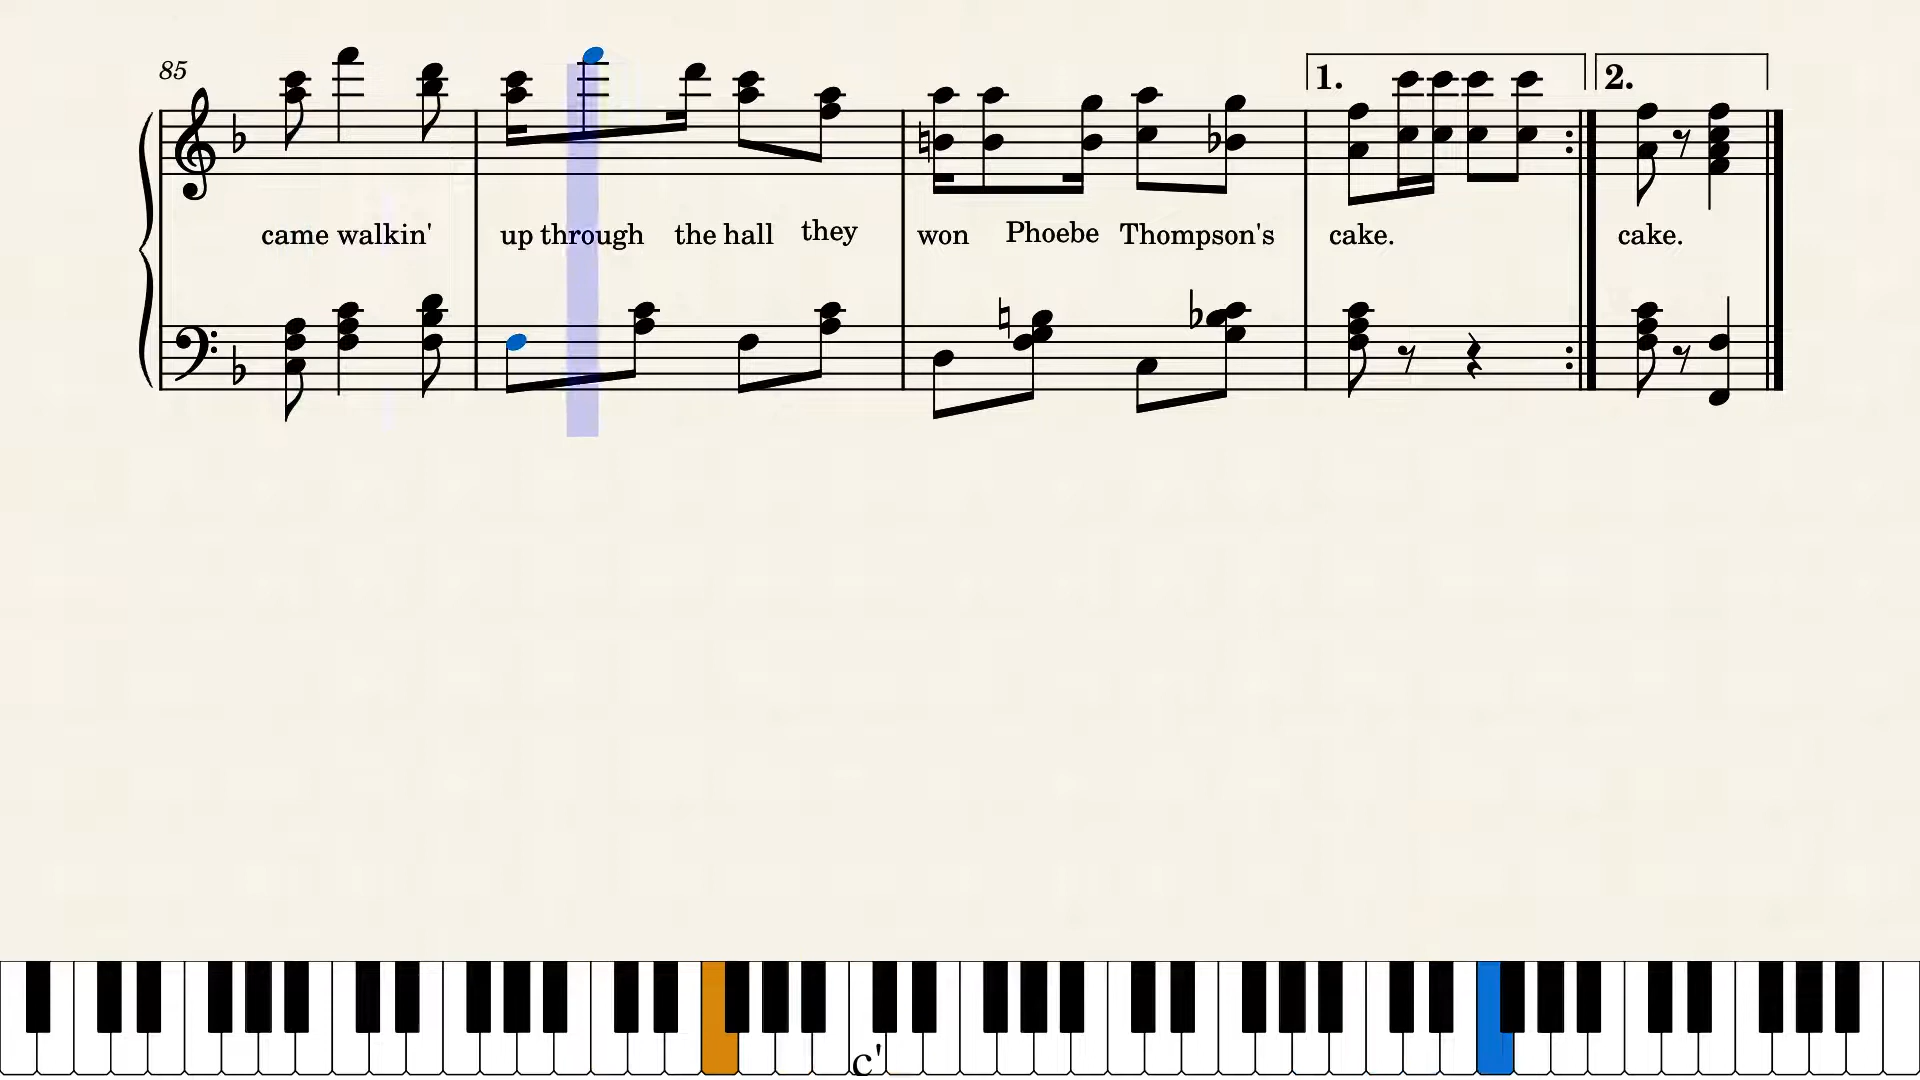 85
1. 2.
came walkin' up through the hall they won Phoebe Thompson's cake. cake.
c'